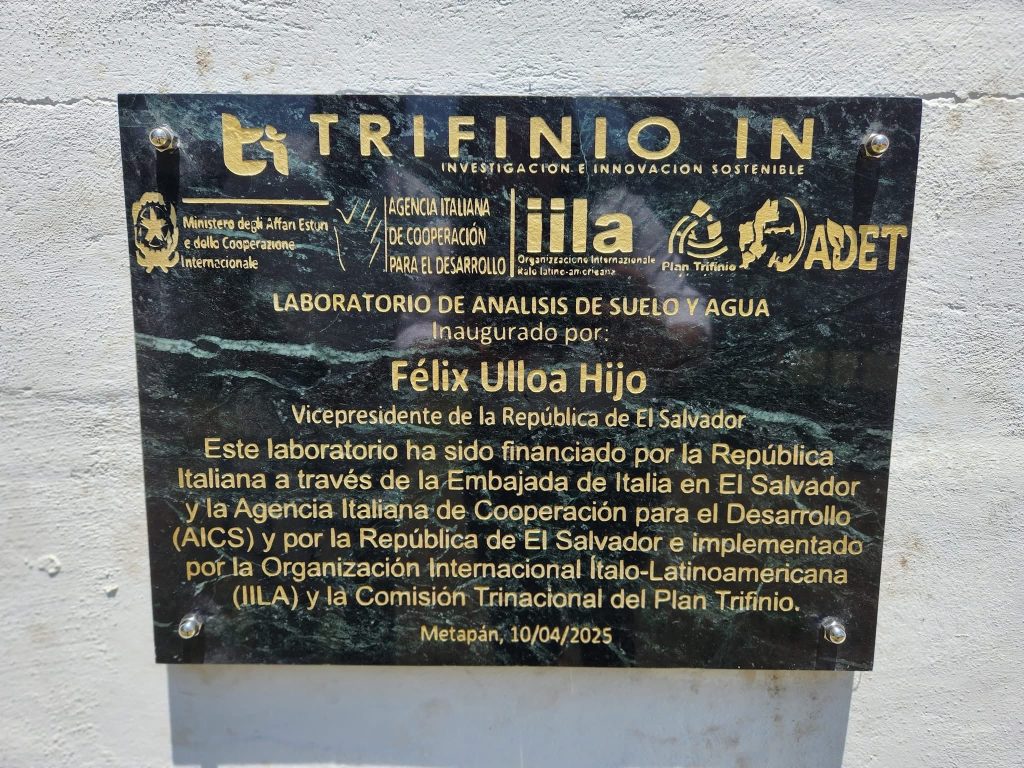 ti TRIFINIO IN
INVESTIGACION E INNOVACION SOSTENIBLE
Ministero degli Affari Esteri
e della Cooperazione
Internazionale
AGENCIA ITALIANA
DE COOPERACIÓN
PARA EL DESARROLLO
iila
Organizzazione Internazionale
italo latino-americana
Plan Trifinio
ADET
LABORATORIO DE ANALISIS DE SUELO Y AGUA
Inaugurado por:
Félix Ulloa Hijo
Vicepresidente de la República de El Salvador
Este laboratorio ha sido financiado por la República
Italiana a través de la Embajada de Italia en El Salvador
y la Agencia Italiana de Cooperación para el Desarrollo
(AICS) y por la República de El Salvador e implementado
por la Organización Internacional Ítalo-Latinoamericana
(IILA) y la Comisión Trinacional del Plan Trifinio.
Metapán, 10/04/2025